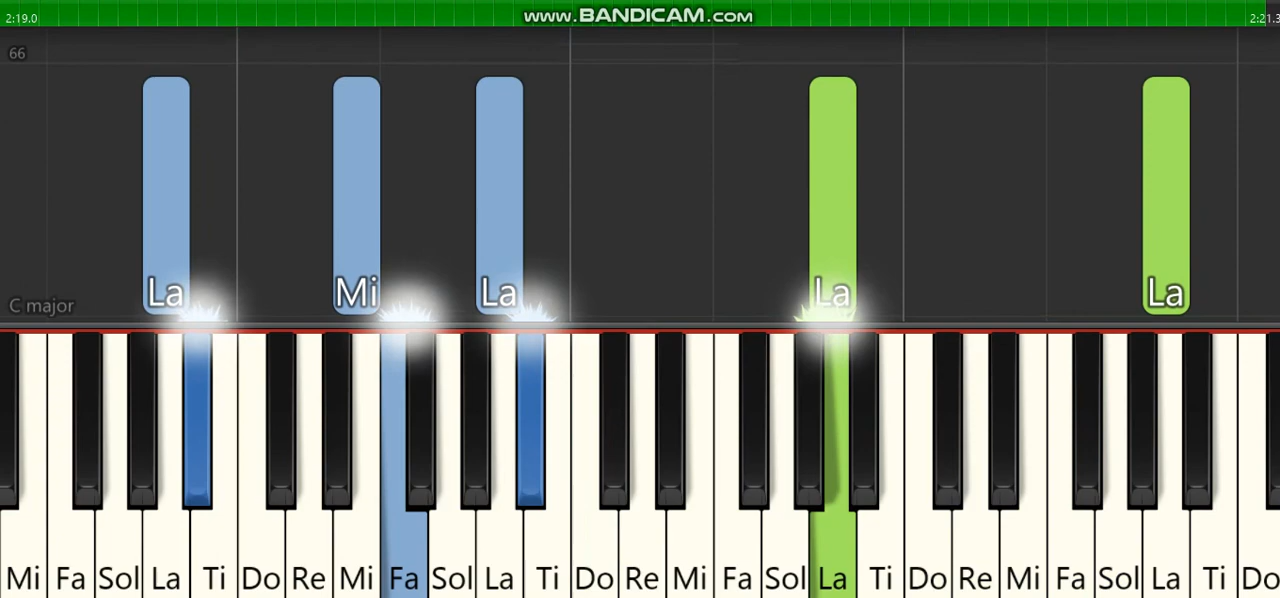 2:19.0
www.BANDICAM.com
2:21.3
66
La
Mi
La
La
La
C major
Mi Fa Sol La Ti Do Re Mi Fa Sol La Ti Do Re Mi Fa Sol La Ti Do Re Mi Fa Sol La Ti Do